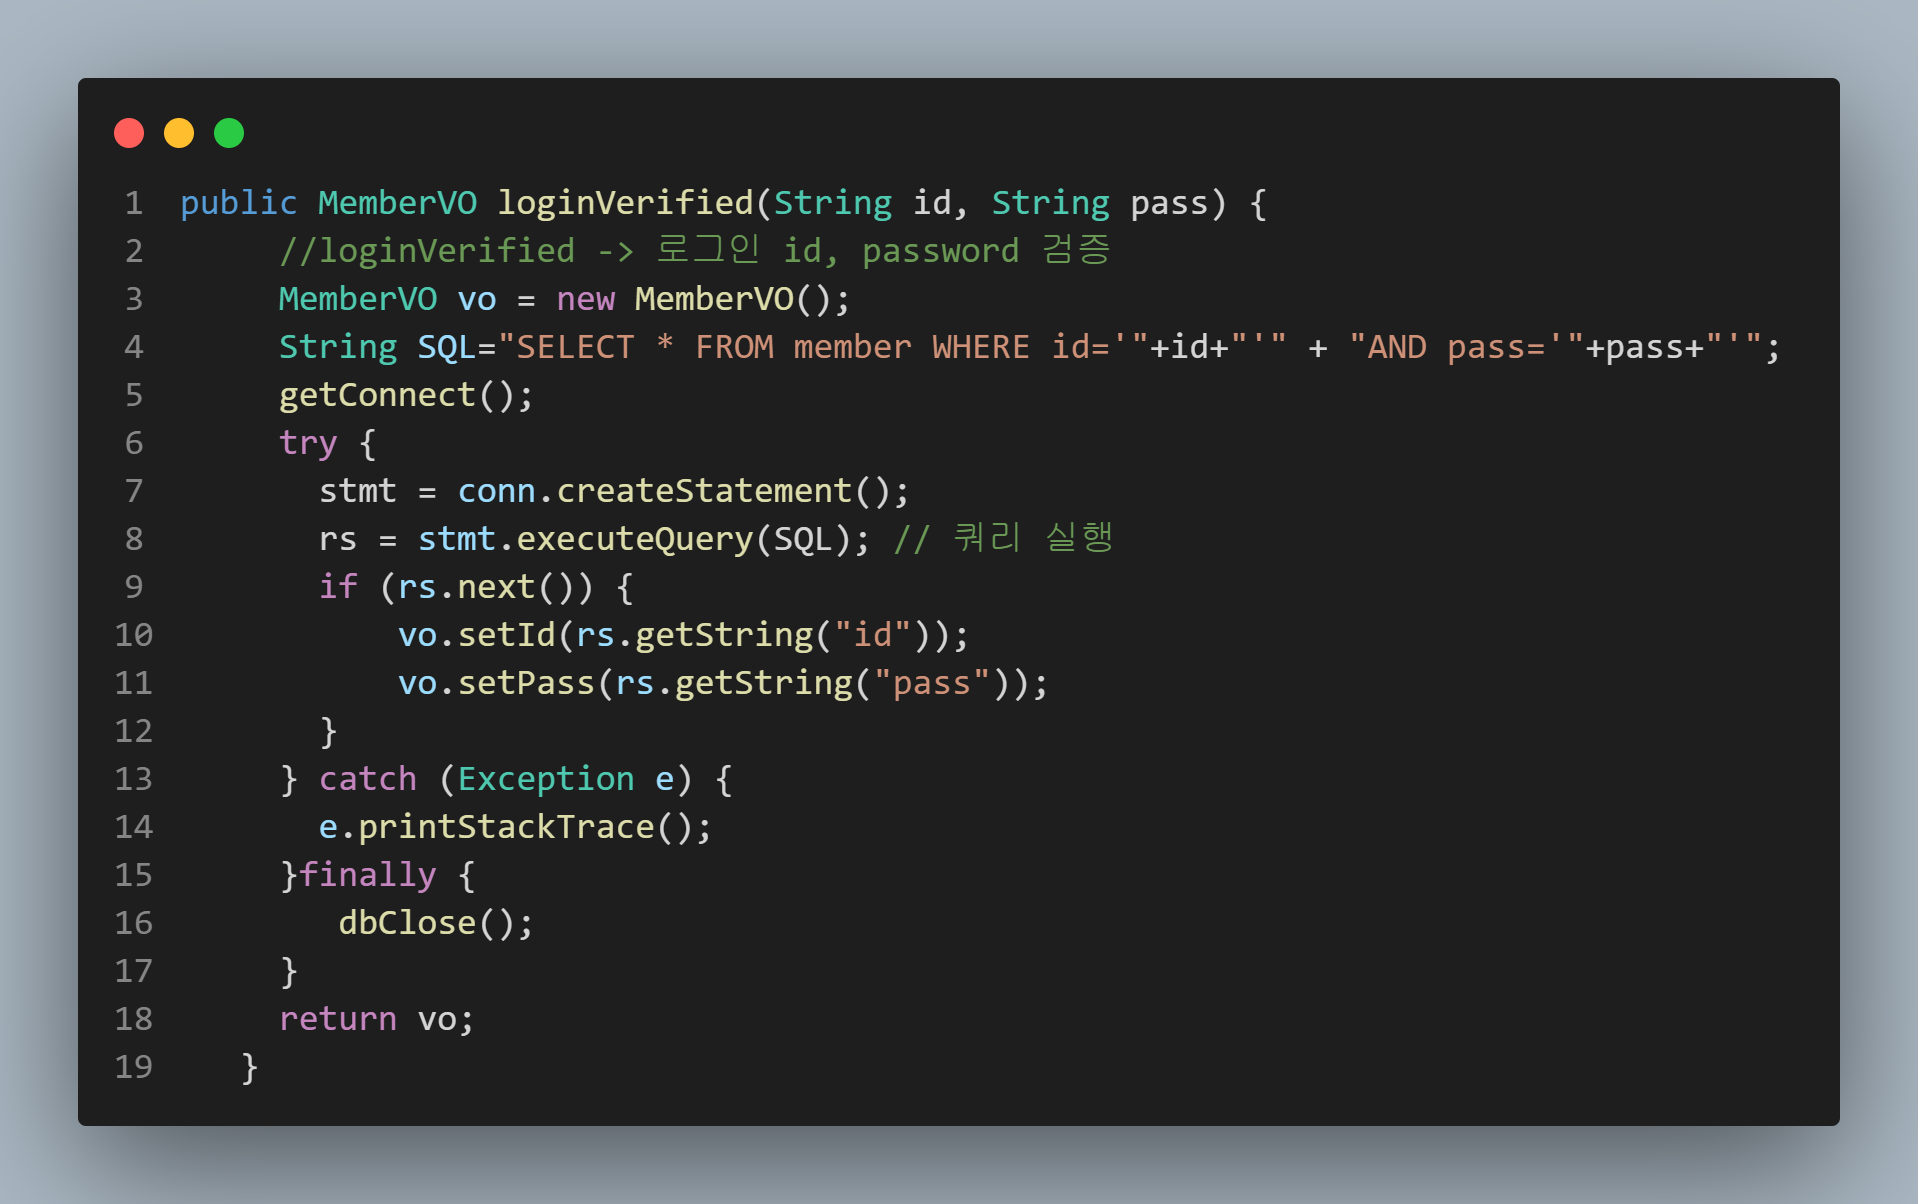 1 public MemberVO loginVerified(String id, String pass) {
2 //loginVerified -> 로그인 id, password 검증
3 MemberVO vo = new MemberVO();
4 String SQL="SELECT * FROM member WHERE id='"+id+"'" + "AND pass='"+pass+"'";
5 getConnect();
6 try {
7 stmt = conn.createStatement();
8 rs = stmt.executeQuery(SQL); // 쿼리 실행
9 if (rs.next()) {
10 vo.setId(rs.getString("id"));
11 vo.setPass(rs.getString("pass"));
12 }
13 } catch (Exception e) {
14 e.printStackTrace();
15 }finally {
16 dbClose();
17 }
18 return vo;
19 }